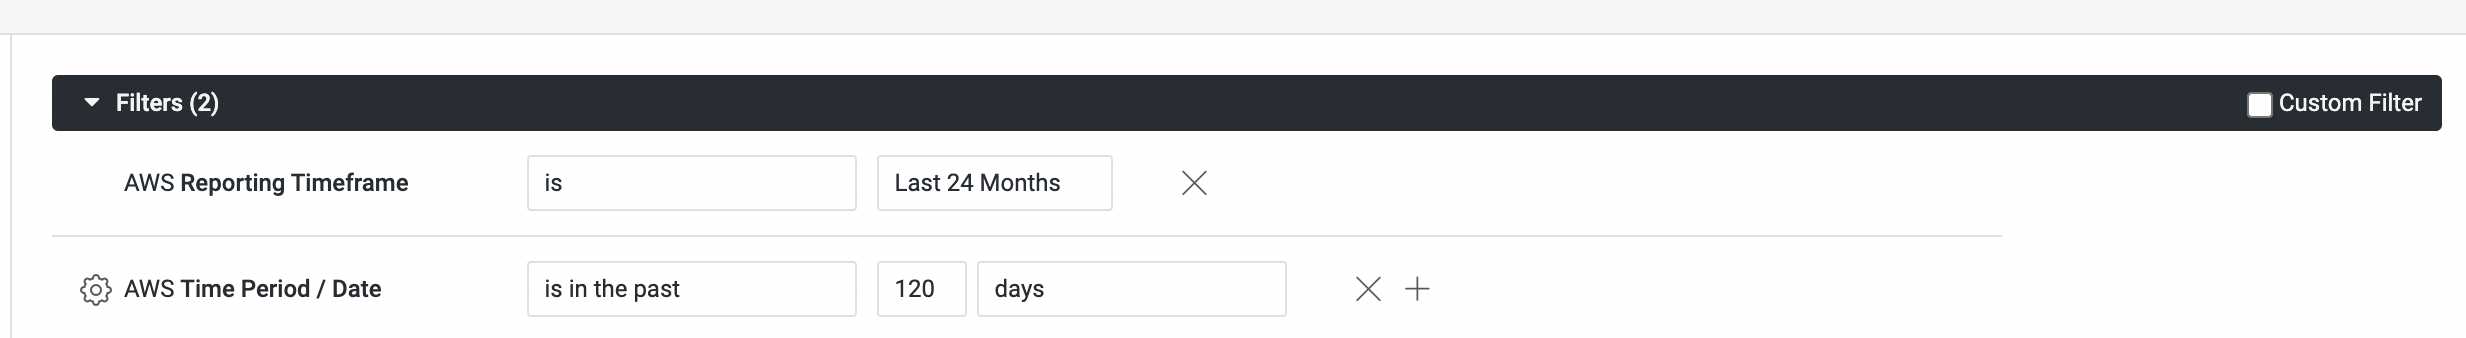 Filters (2)
Custom Filter
AWS Reporting Timeframe
is
Last 24 Months
AWS Time Period / Date
is in the past
120
days